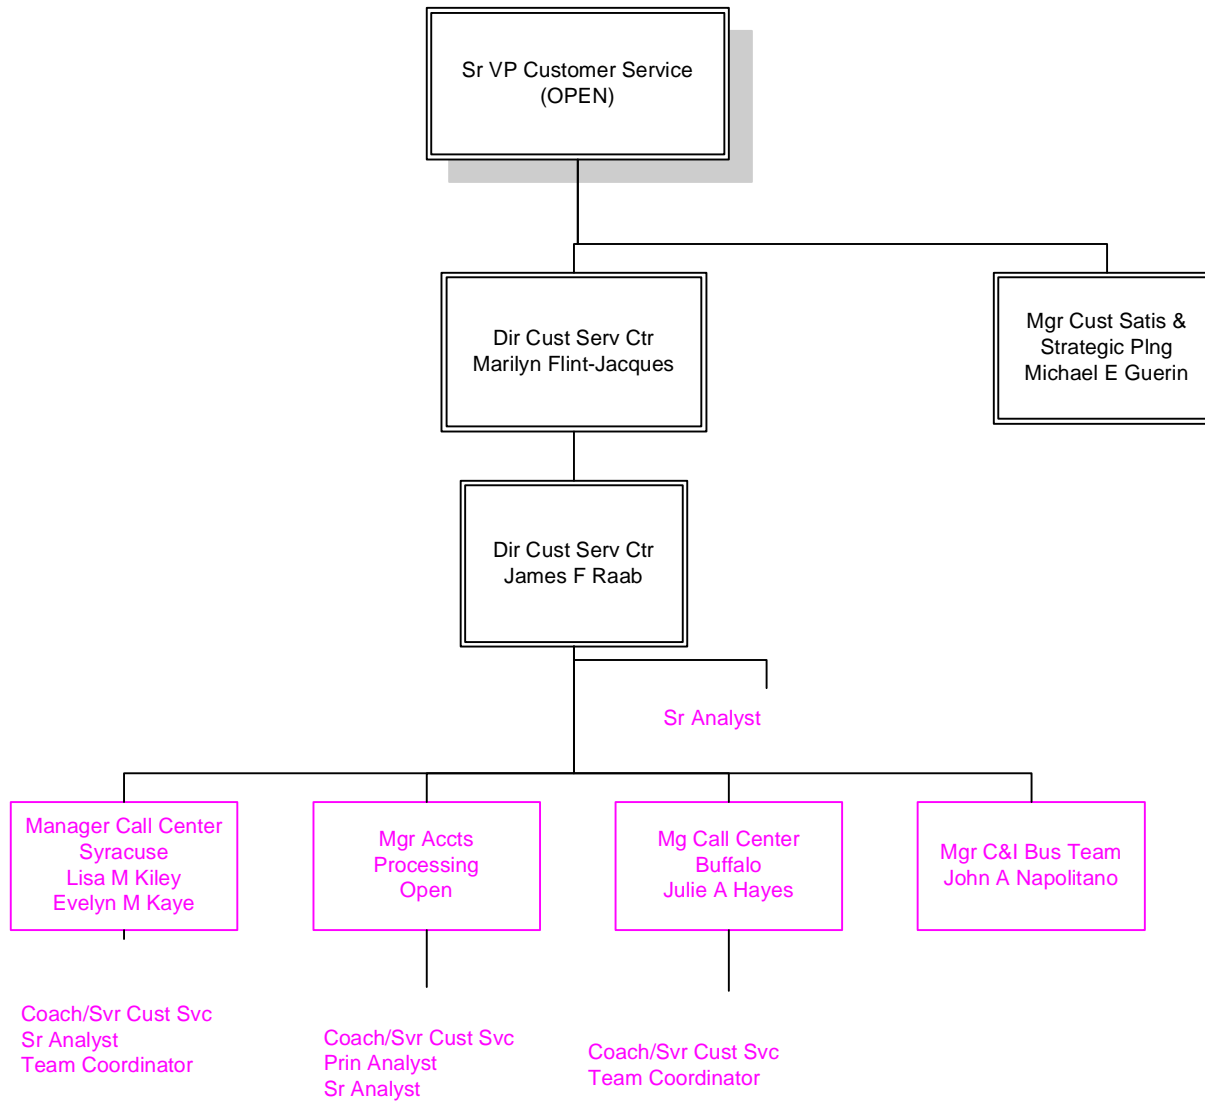 Sr VP Customer Service
(OPEN)
Dir Cust Serv Ctr
Marilyn Flint-Jacques
Mgr Cust Satis &
Strategic Plng
Michael E Guerin
Dir Cust Serv Ctr
James F Raab
Sr Analyst
Manager Call Center
Syracuse
Lisa M Kiley
Evelyn M Kaye
Mgr Accts
Processing
Open
Mg Call Center
Buffalo
Julie A Hayes
Mgr C&I Bus Team
John A Napolitano
Coach/Svr Cust Svc
Sr Analyst
Team Coordinator
Coach/Svr Cust Svc
Prin Analyst
Sr Analyst
Coach/Svr Cust Svc
Team Coordinator